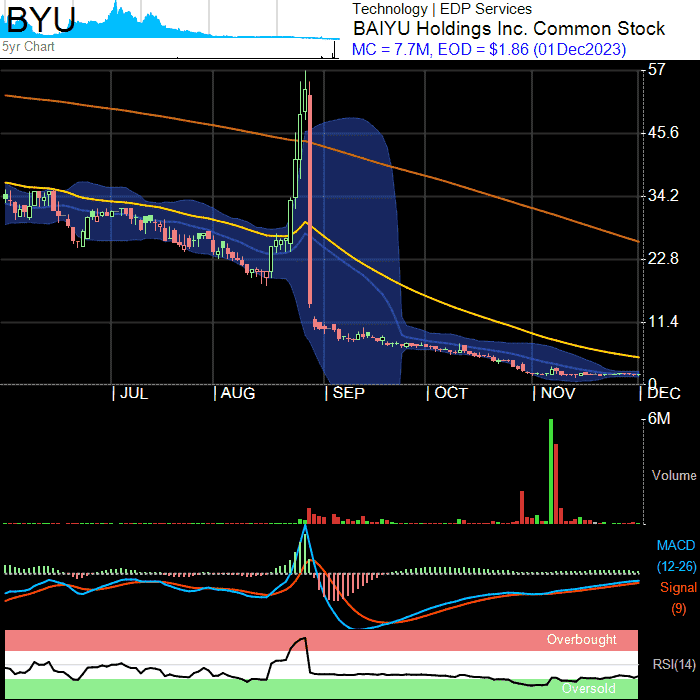 BYU
5yr Chart
Technology | EDP Services
BAIYU Holdings Inc. Common Stock
MC = 7.7M, EOD = $1.86 (01Dec2023)
57
45.6
34.2
22.8
11.4
0
| JUL | AUG | SEP | OCT | NOV | DEC
6M
Volume
MACD
(12-26)
Signal
(9)
Overbought
RSI(14)
Oversold